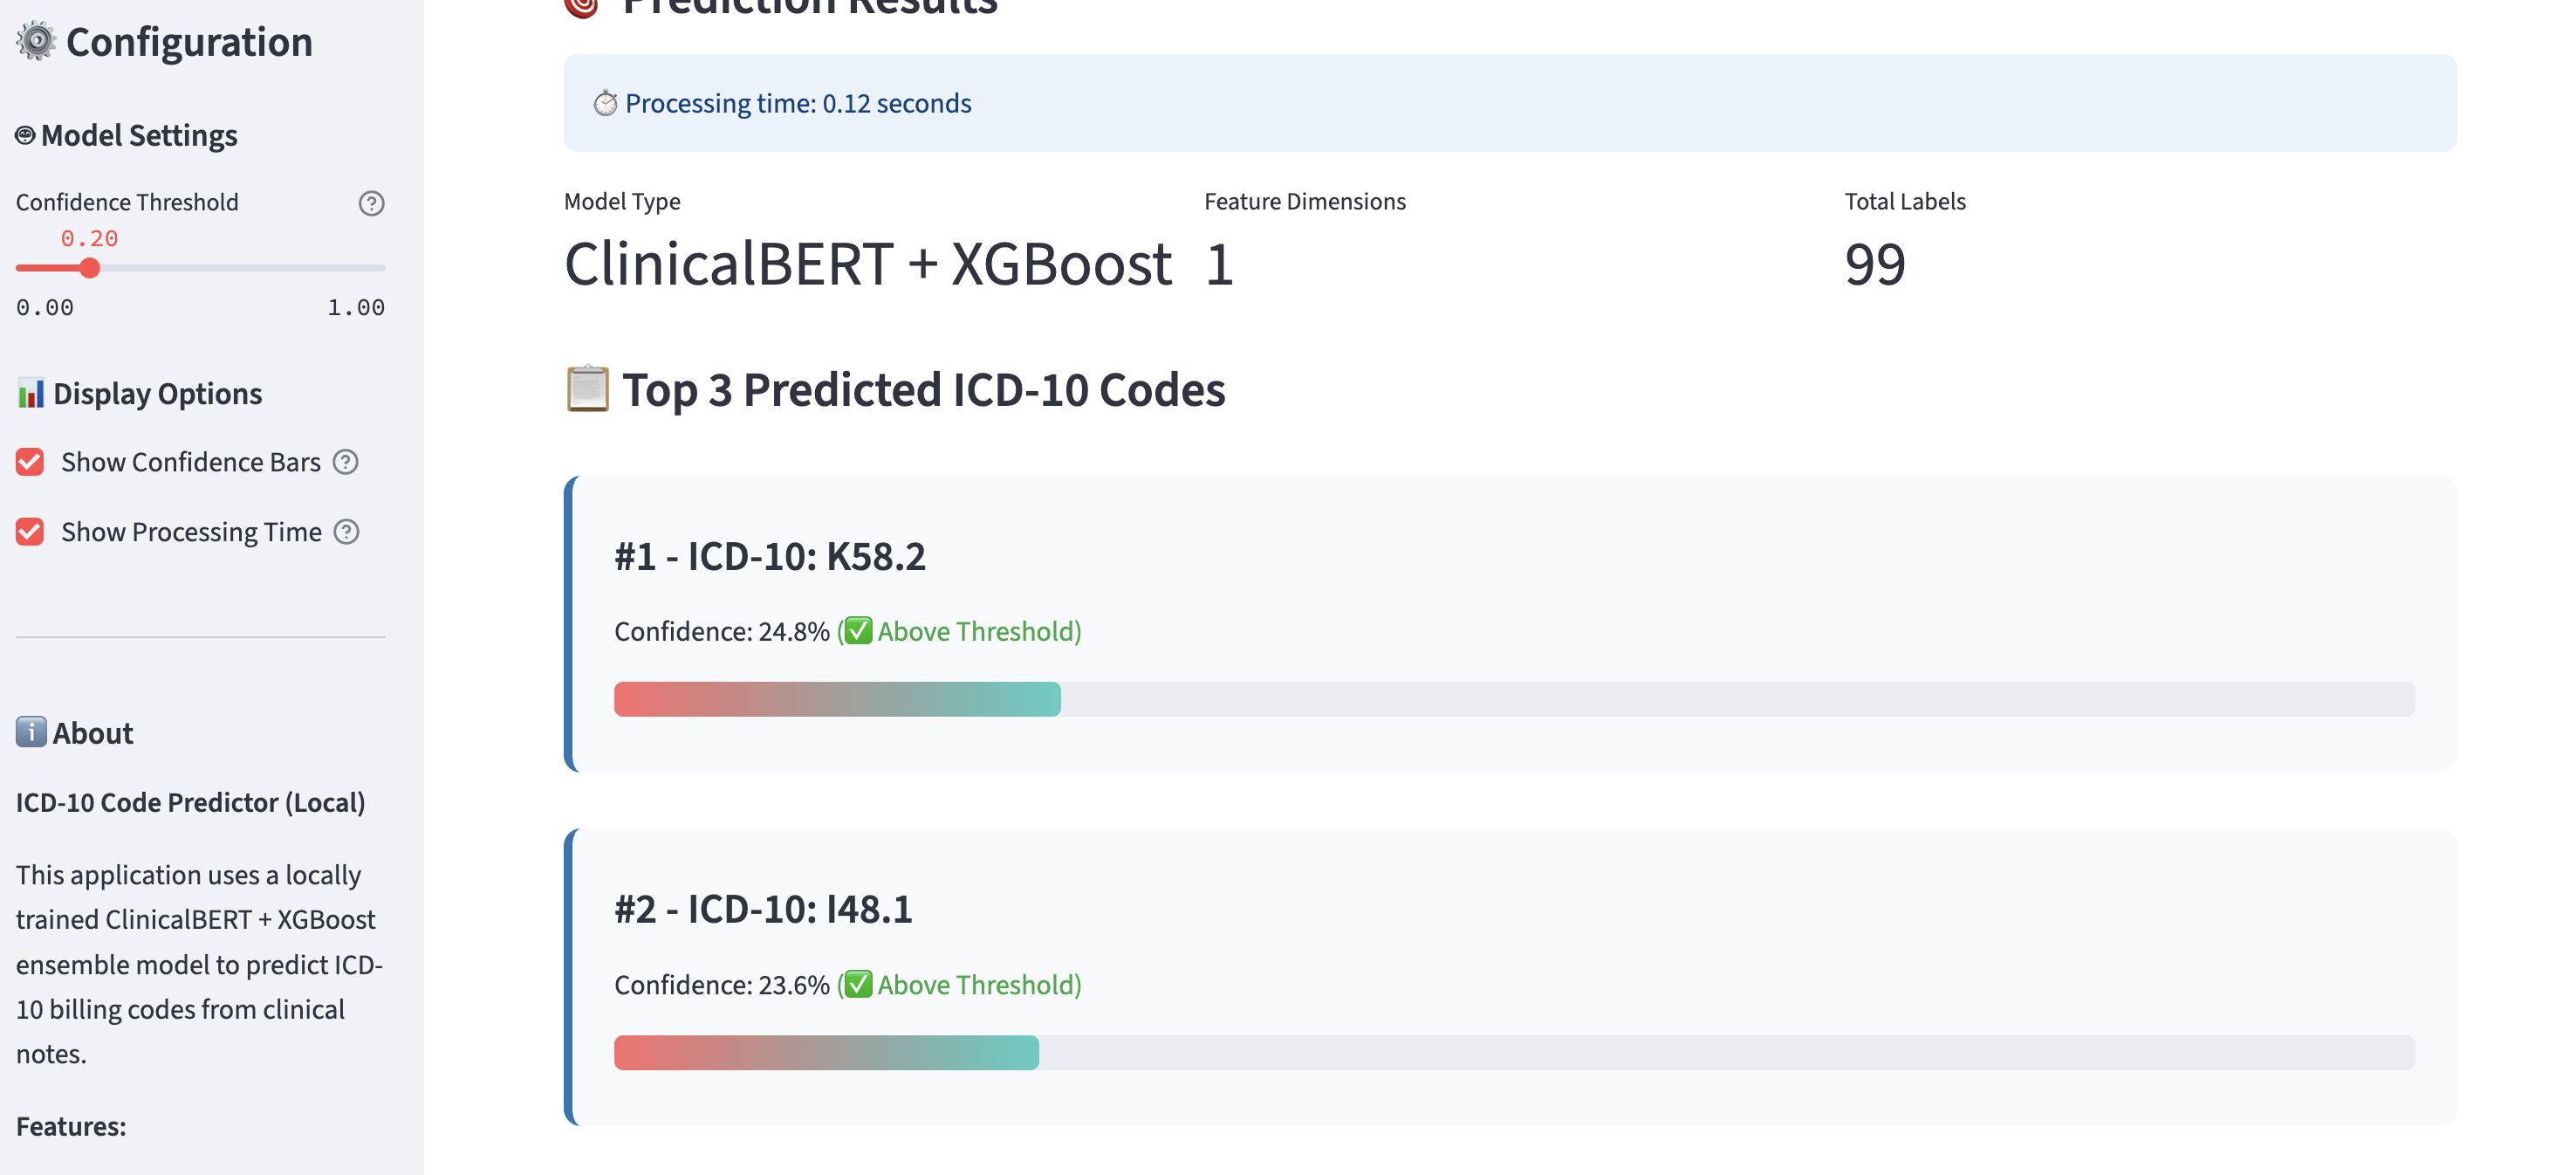 Configuration
Model Settings
Confidence Threshold
0.20
0.00 1.00
Display Options
Show Confidence Bars
Show Processing Time
About
ICD-10 Code Predictor (Local)
This application uses a locally
trained ClinicalBERT + XGBoost
ensemble model to predict ICD-
10 billing codes from clinical
notes.
Features:
Prediction Results
Processing time: 0.12 seconds
Model Type
ClinicalBERT + XGBoost
Feature Dimensions
1
Total Labels
99
Top 3 Predicted ICD-10 Codes
#1 - ICD-10: K58.2
Confidence: 24.8% (✅ Above Threshold)
#2 - ICD-10: I48.1
Confidence: 23.6% (✅ Above Threshold)